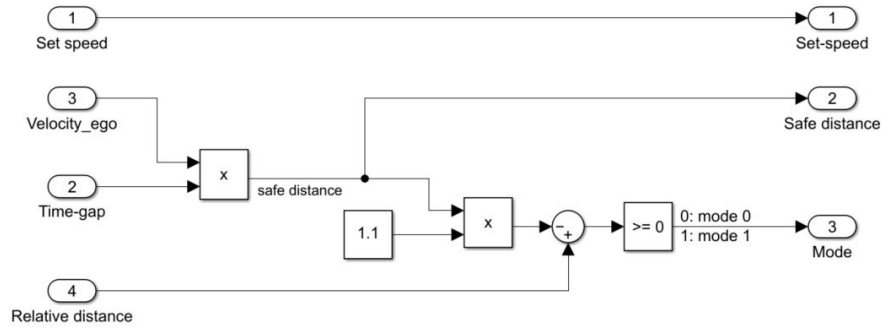 1
Set speed
1
Set-speed
3
Velocity_ego
2
Safe distance
x
safe distance
2
Time-gap
1.1
x
−
+
>= 0
0: mode 0
1: mode 1
3
Mode
4
Relative distance